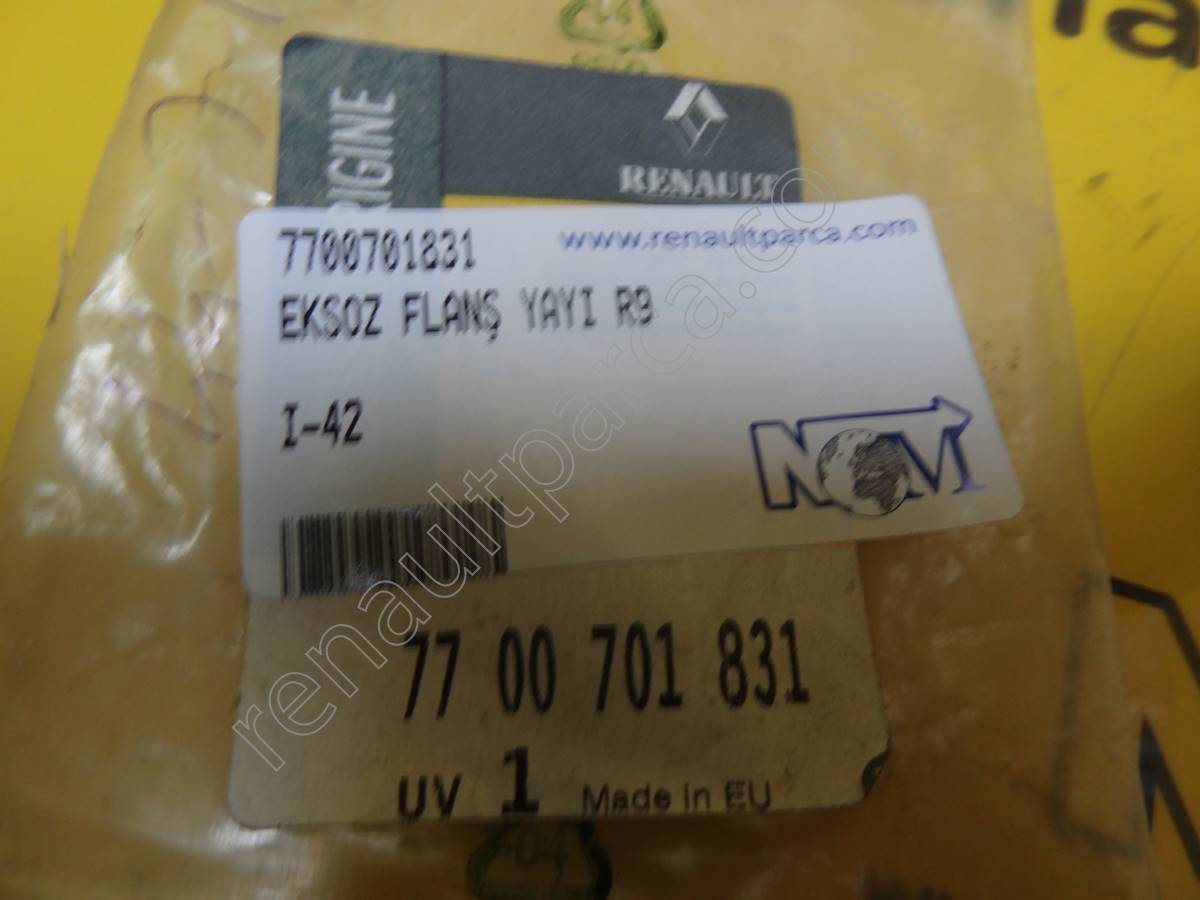 RENAULT
7700701831
www.renaultparca.com
EKSOZ FLANŞ YAYI R9
I-42
NOM
renaultparca.com
77 00 701 831
UV 1 Made in EU